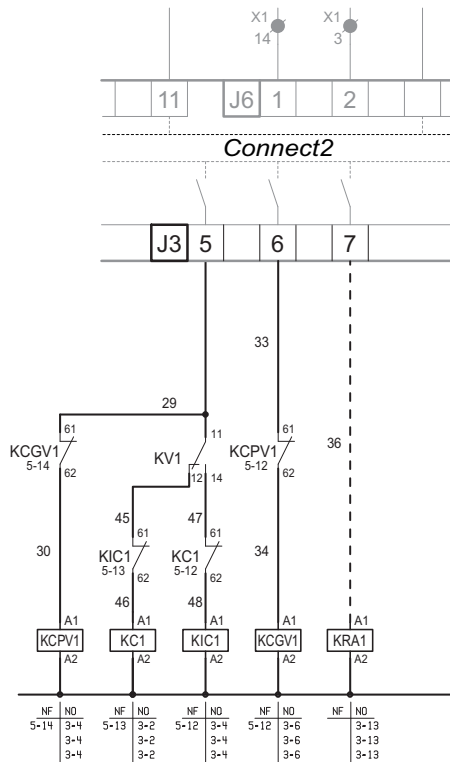 X1 X1
14 3
11 J6 1 2
Connect2
J3 5 6 7
33
29
61 11 61
KCGV1 KV1 KCPV1 36
5-14 5-12
62 12 14 62
45 47
61 61
30 KIC1 KC1 34
5-13 5-12
62 62
46 48
A1 A1 A1 A1 A1
KCPV1 KC1 KIC1 KCGV1 KRA1
A2 A2 A2 A2 A2
NF NO NF NO NF NO NF NO NF NO
5-14 3-4 5-13 3-2 5-12 3-4 5-12 3-6 3-13
3-4 3-2 3-4 3-6 3-13
3-4 3-2 3-4 3-6 3-13